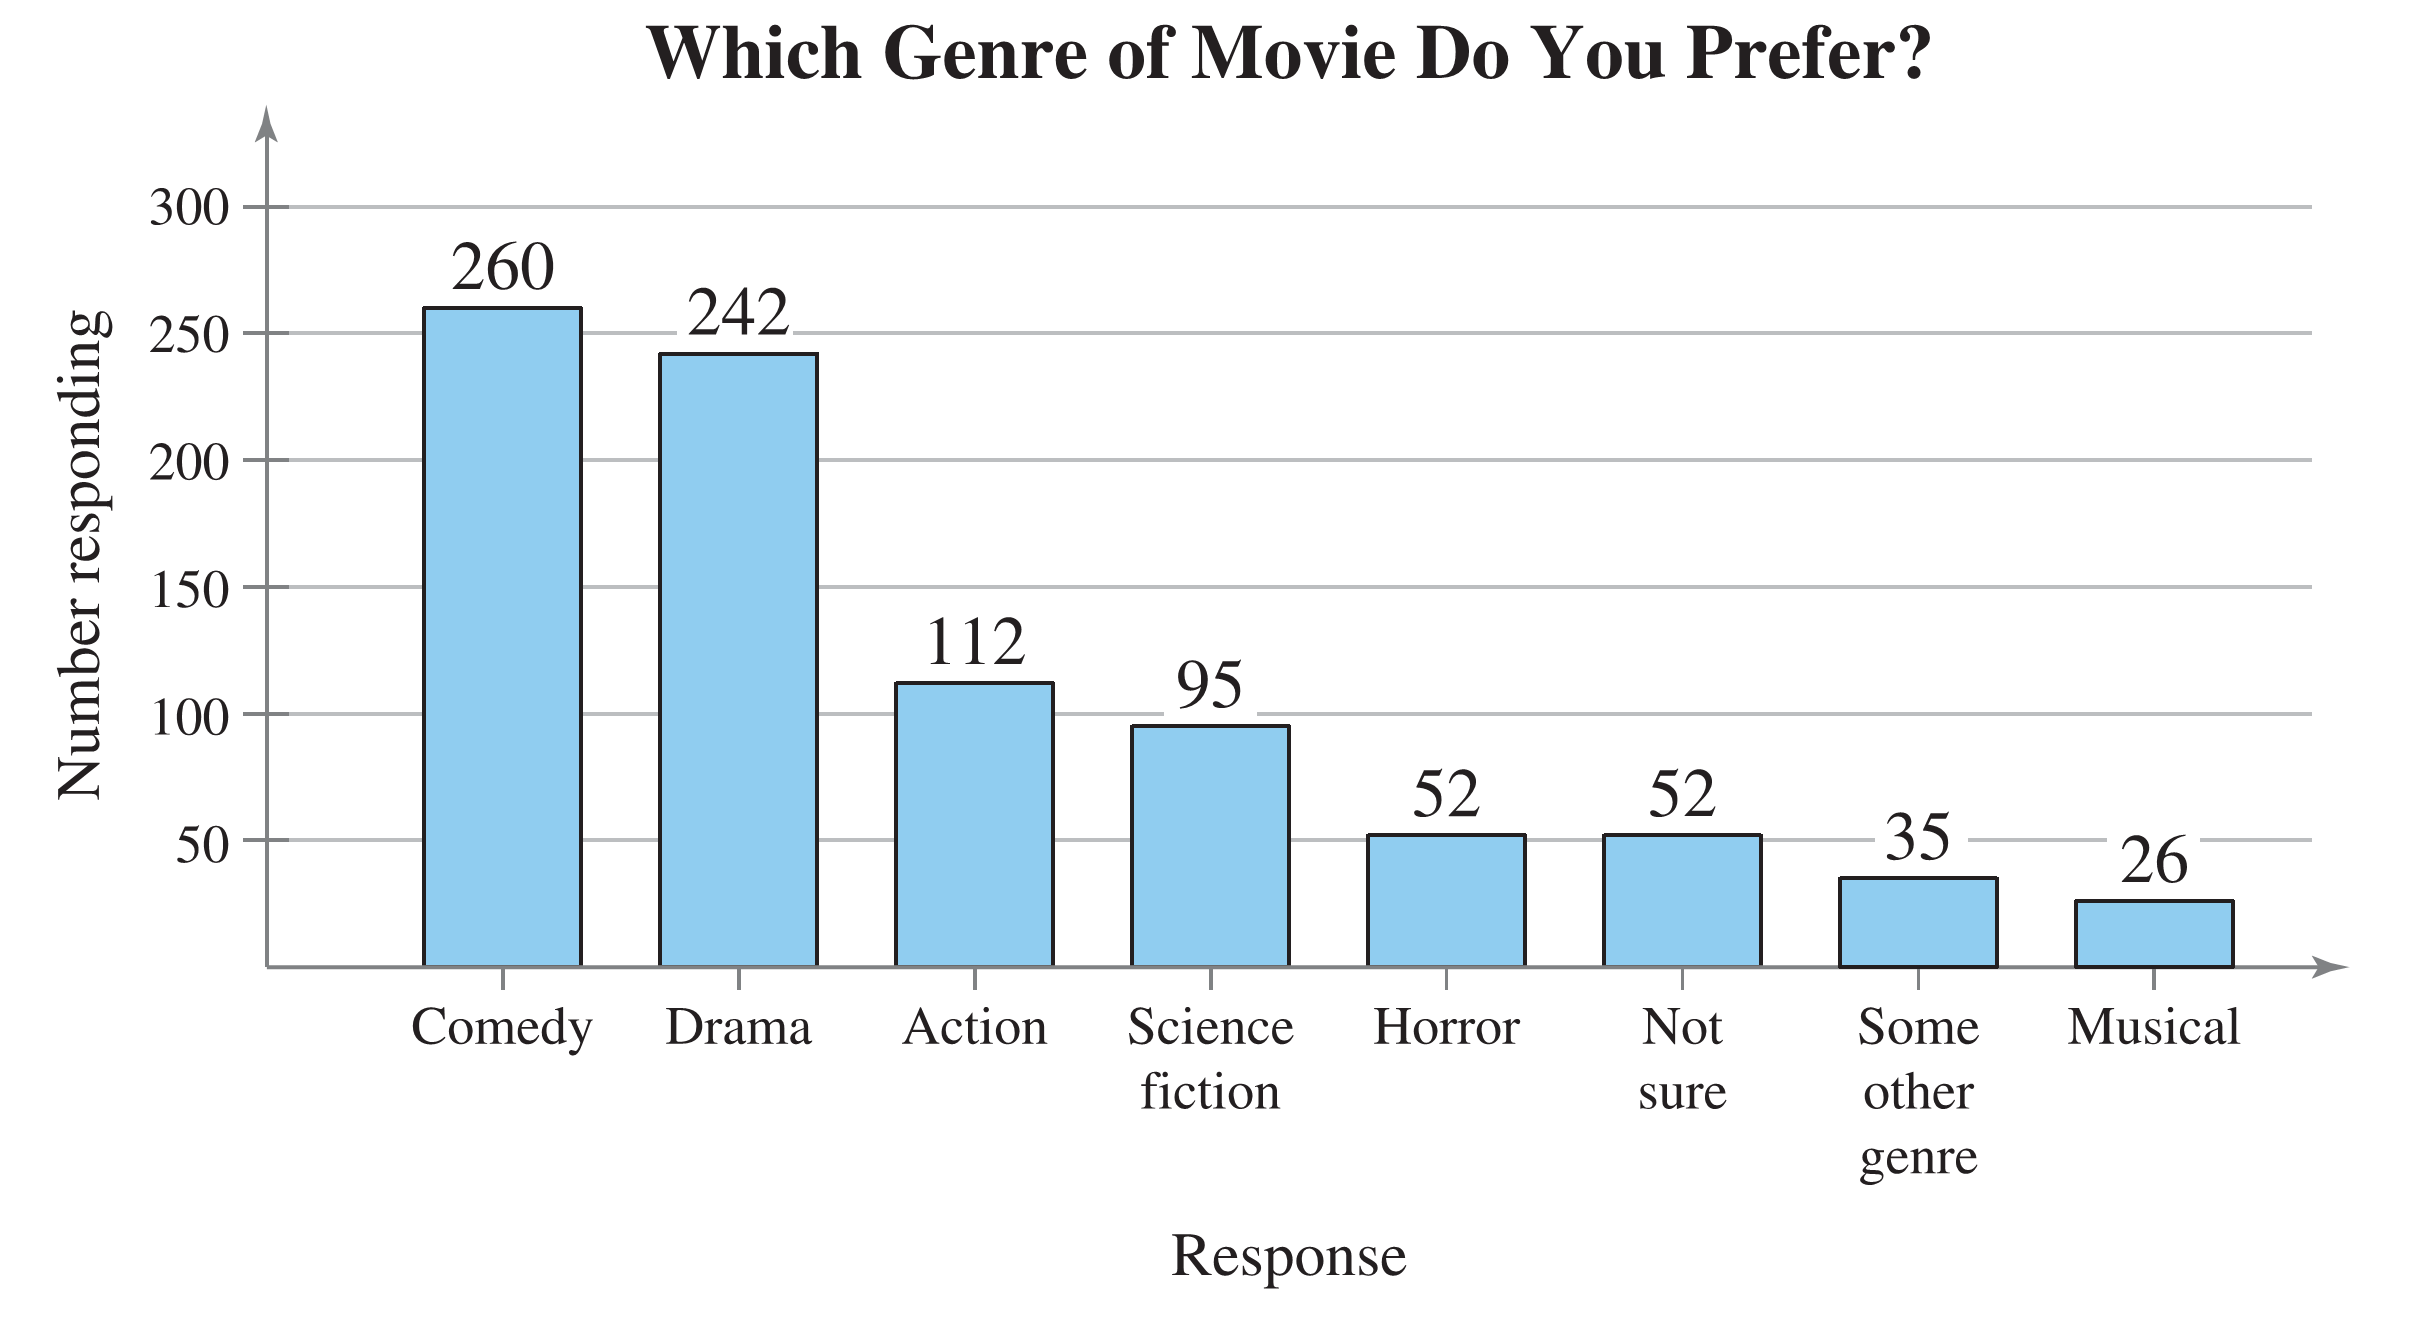 Which Genre of Movie Do You Prefer?
Number responding
300
250
200
150
100
50
260
242
112
95
52
52
35
26
Comedy
Drama
Action
Science
fiction
Horror
Not
sure
Some
other
genre
Musical
Response